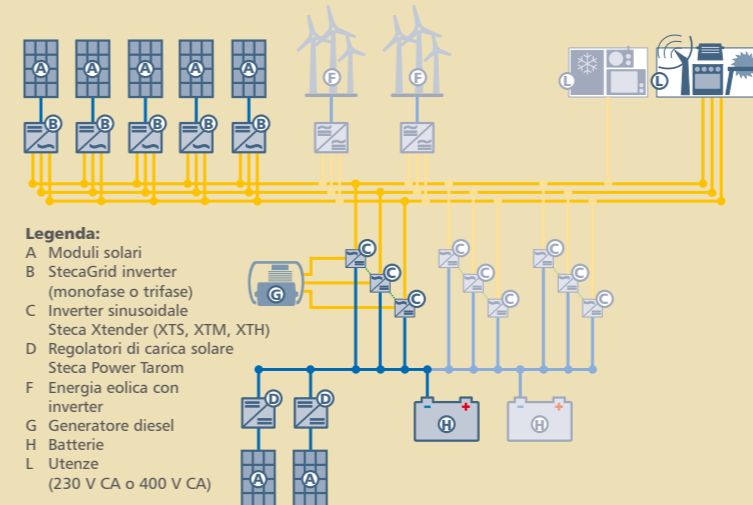 A A A A A
F F
L L
B B B B B
Legenda:
A Moduli solari
B StecaGrid inverter
(monofase o trifase)
C Inverter sinusoidale
Steca Xtender (XTS, XTM, XTH)
D Regolatori di carica solare
Steca Power Tarom
F Energia eolica con
inverter
G Generatore diesel
H Batterie
L Utenze
(230 V CA o 400 V CA)
C C C
C C C
C C C
G
D D
H H
A A